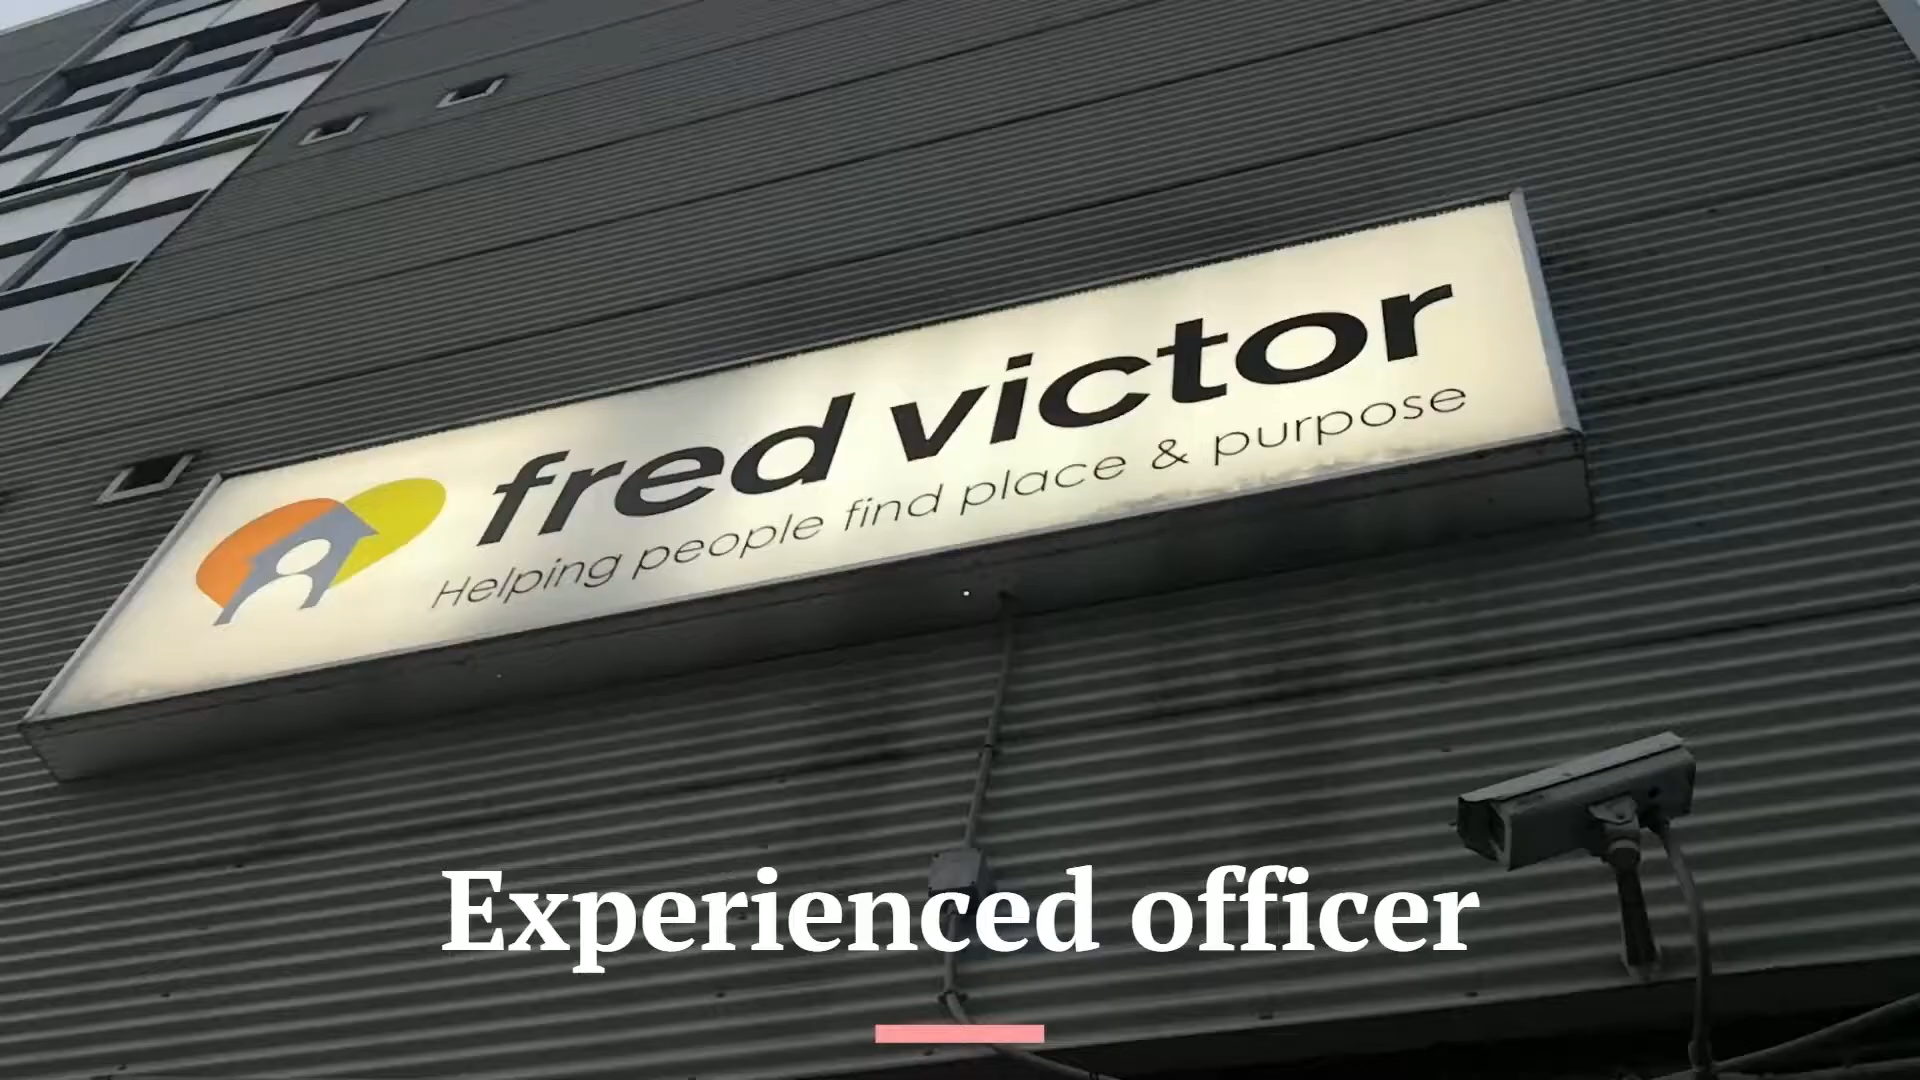 fred victor
Helping people find place & purpose
Experienced officer